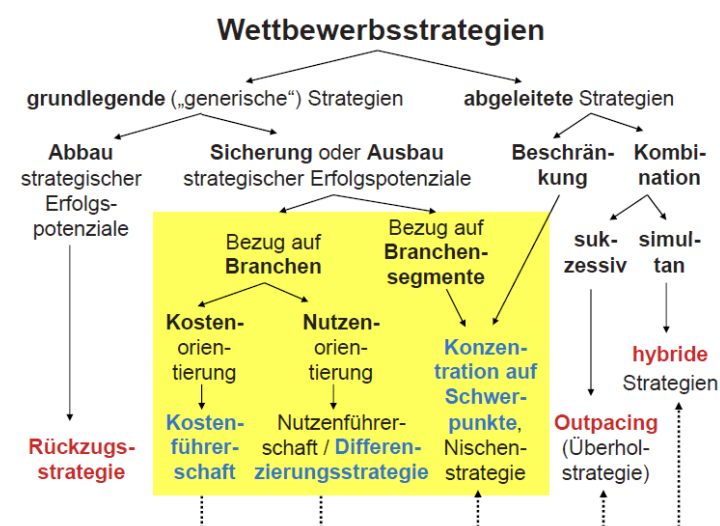 Wettbewerbsstrategien
grundlegende („generische“) Strategien
abgeleitete Strategien
Abbau
strategischer
Erfolgs-
potenziale
Sicherung oder Ausbau
strategischer Erfolgspotenziale
Beschrän-
kung
Kombi-
nation
Bezug auf
Branchen
Bezug auf
Branchen-
segmente
suk-
zessiv
simul-
tan
Kosten-
orien-
tierung
Nutzen-
orien-
tierung
Konzen-
tration auf
Schwer-
punkte,
Nischen-
strategie
hybride
Strategien
Rückzugs-
strategie
Kosten-
führer-
schaft
Nutzenführer-
schaft / Differen-
zierungsstrategie
Outpacing
(Überhol-
strategie)